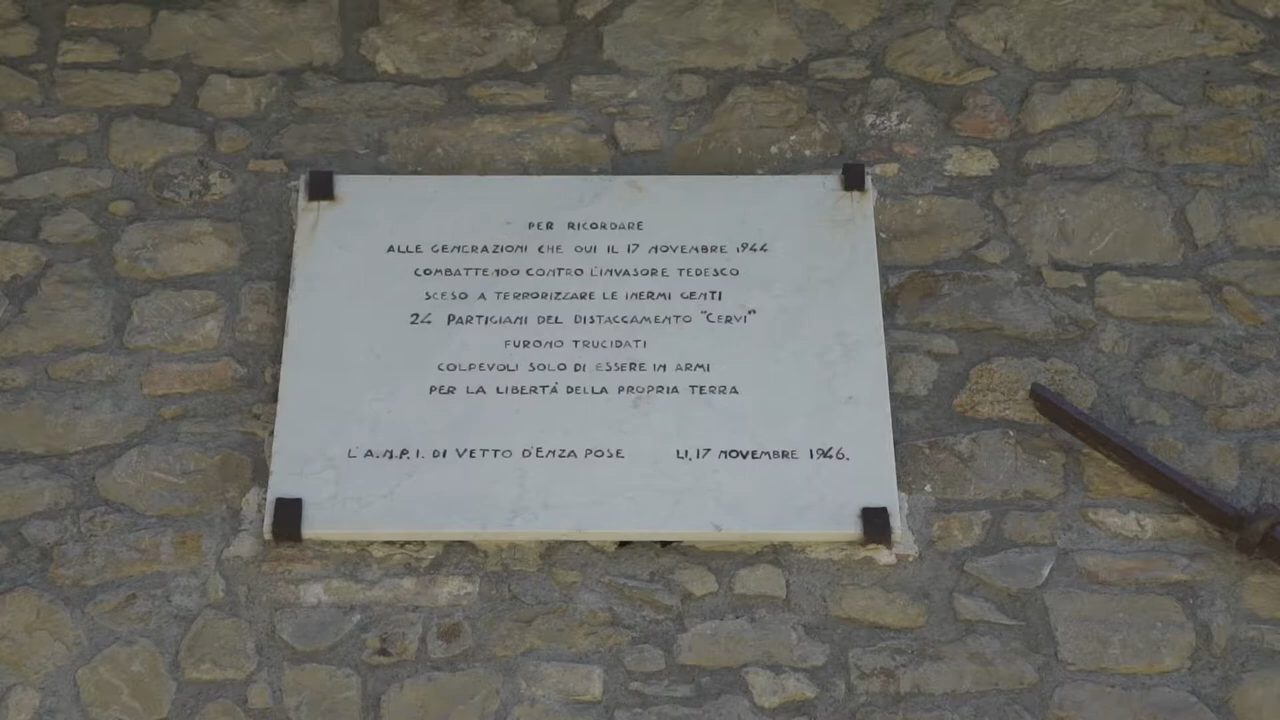 PER RICORDARE
ALLE GENERAZIONI CHE QUI IL 17 NOVEMBRE 1944
COMBATTENDO CONTRO L'INVASORE TEDESCO
SCESO A TERRORIZZARE LE INERMI GENTI
24 PARTIGIANI DEL DISTACCAMENTO "CERVI"
FURONO TRUCIDATI
COLPEVOLI SOLO DI ESSERE IN ARMI
PER LA LIBERTÀ DELLA PROPRIA TERRA
L'A.N.P.I. DI VETTO D'ENZA POSE LI, 17 NOVEMBRE 1946.